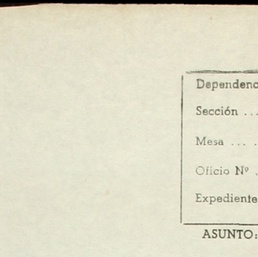 Dependenc
Sección ...
Mesa ... .
Oficio Nº .
Expediente
ASUNTO: